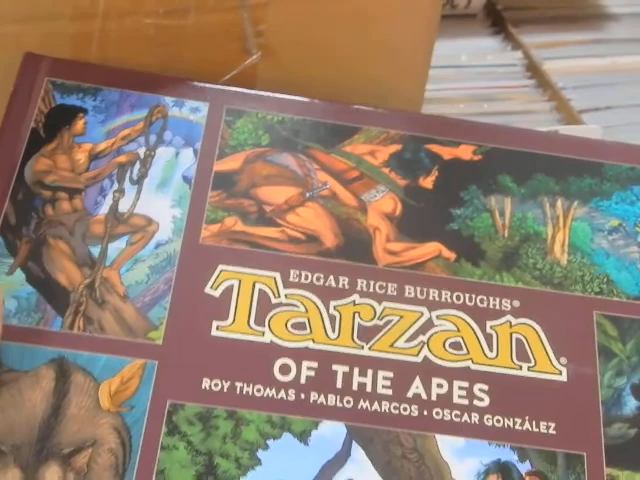 EDGAR RICE BURROUGHS®
Tarzan®
OF THE APES
ROY THOMAS • PABLO MARCOS • OSCAR GONZÁLEZ